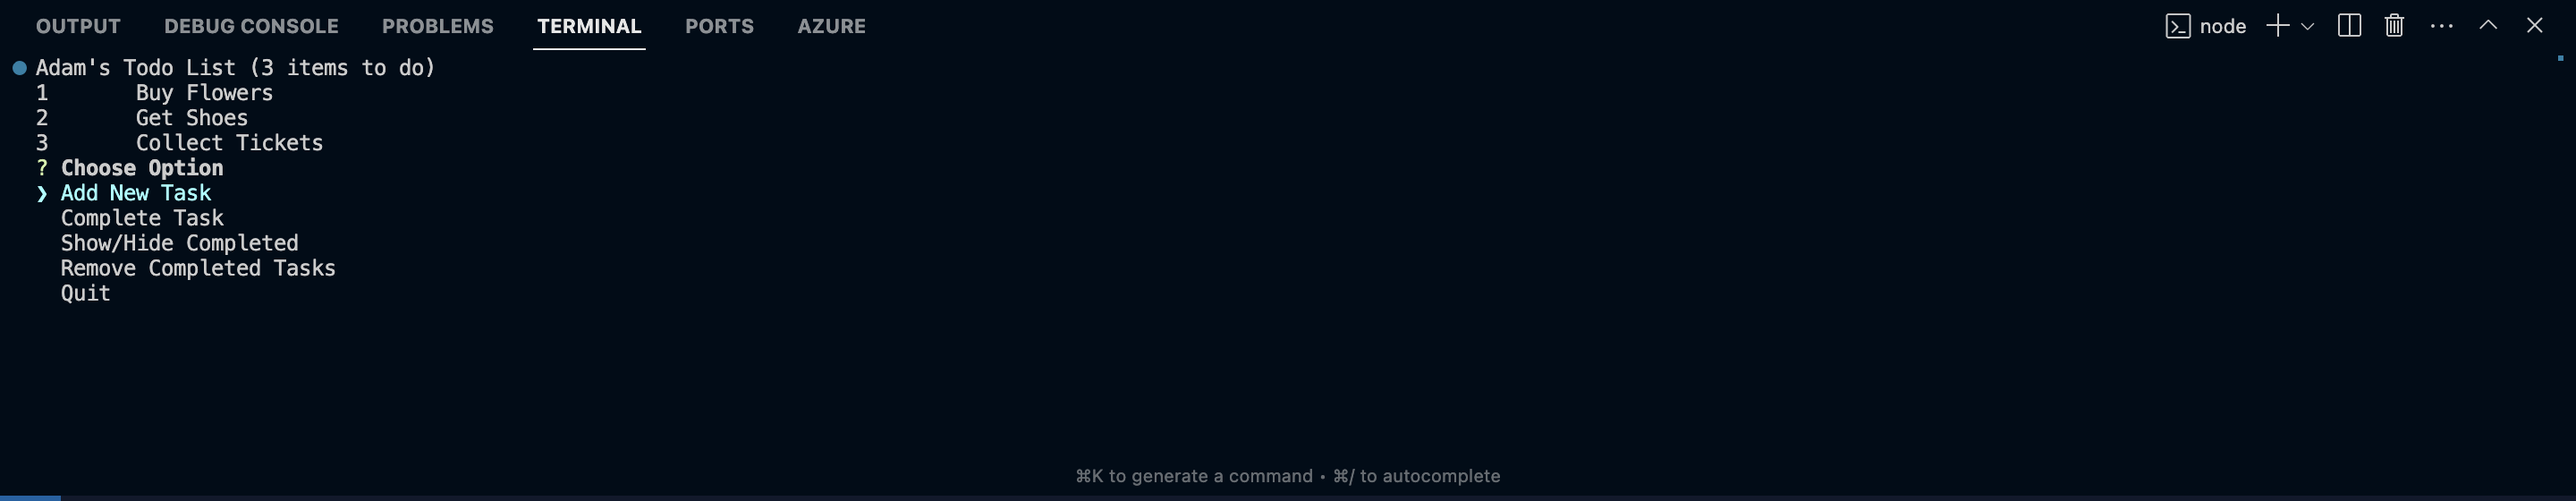 OUTPUT DEBUG CONSOLE PROBLEMS TERMINAL PORTS AZURE node
Adam's Todo List (3 items to do)
1 Buy Flowers
2 Get Shoes
3 Collect Tickets
? Choose Option
❯ Add New Task
Complete Task
Show/Hide Completed
Remove Completed Tasks
Quit
⌘K to generate a command • ⌘/ to autocomplete